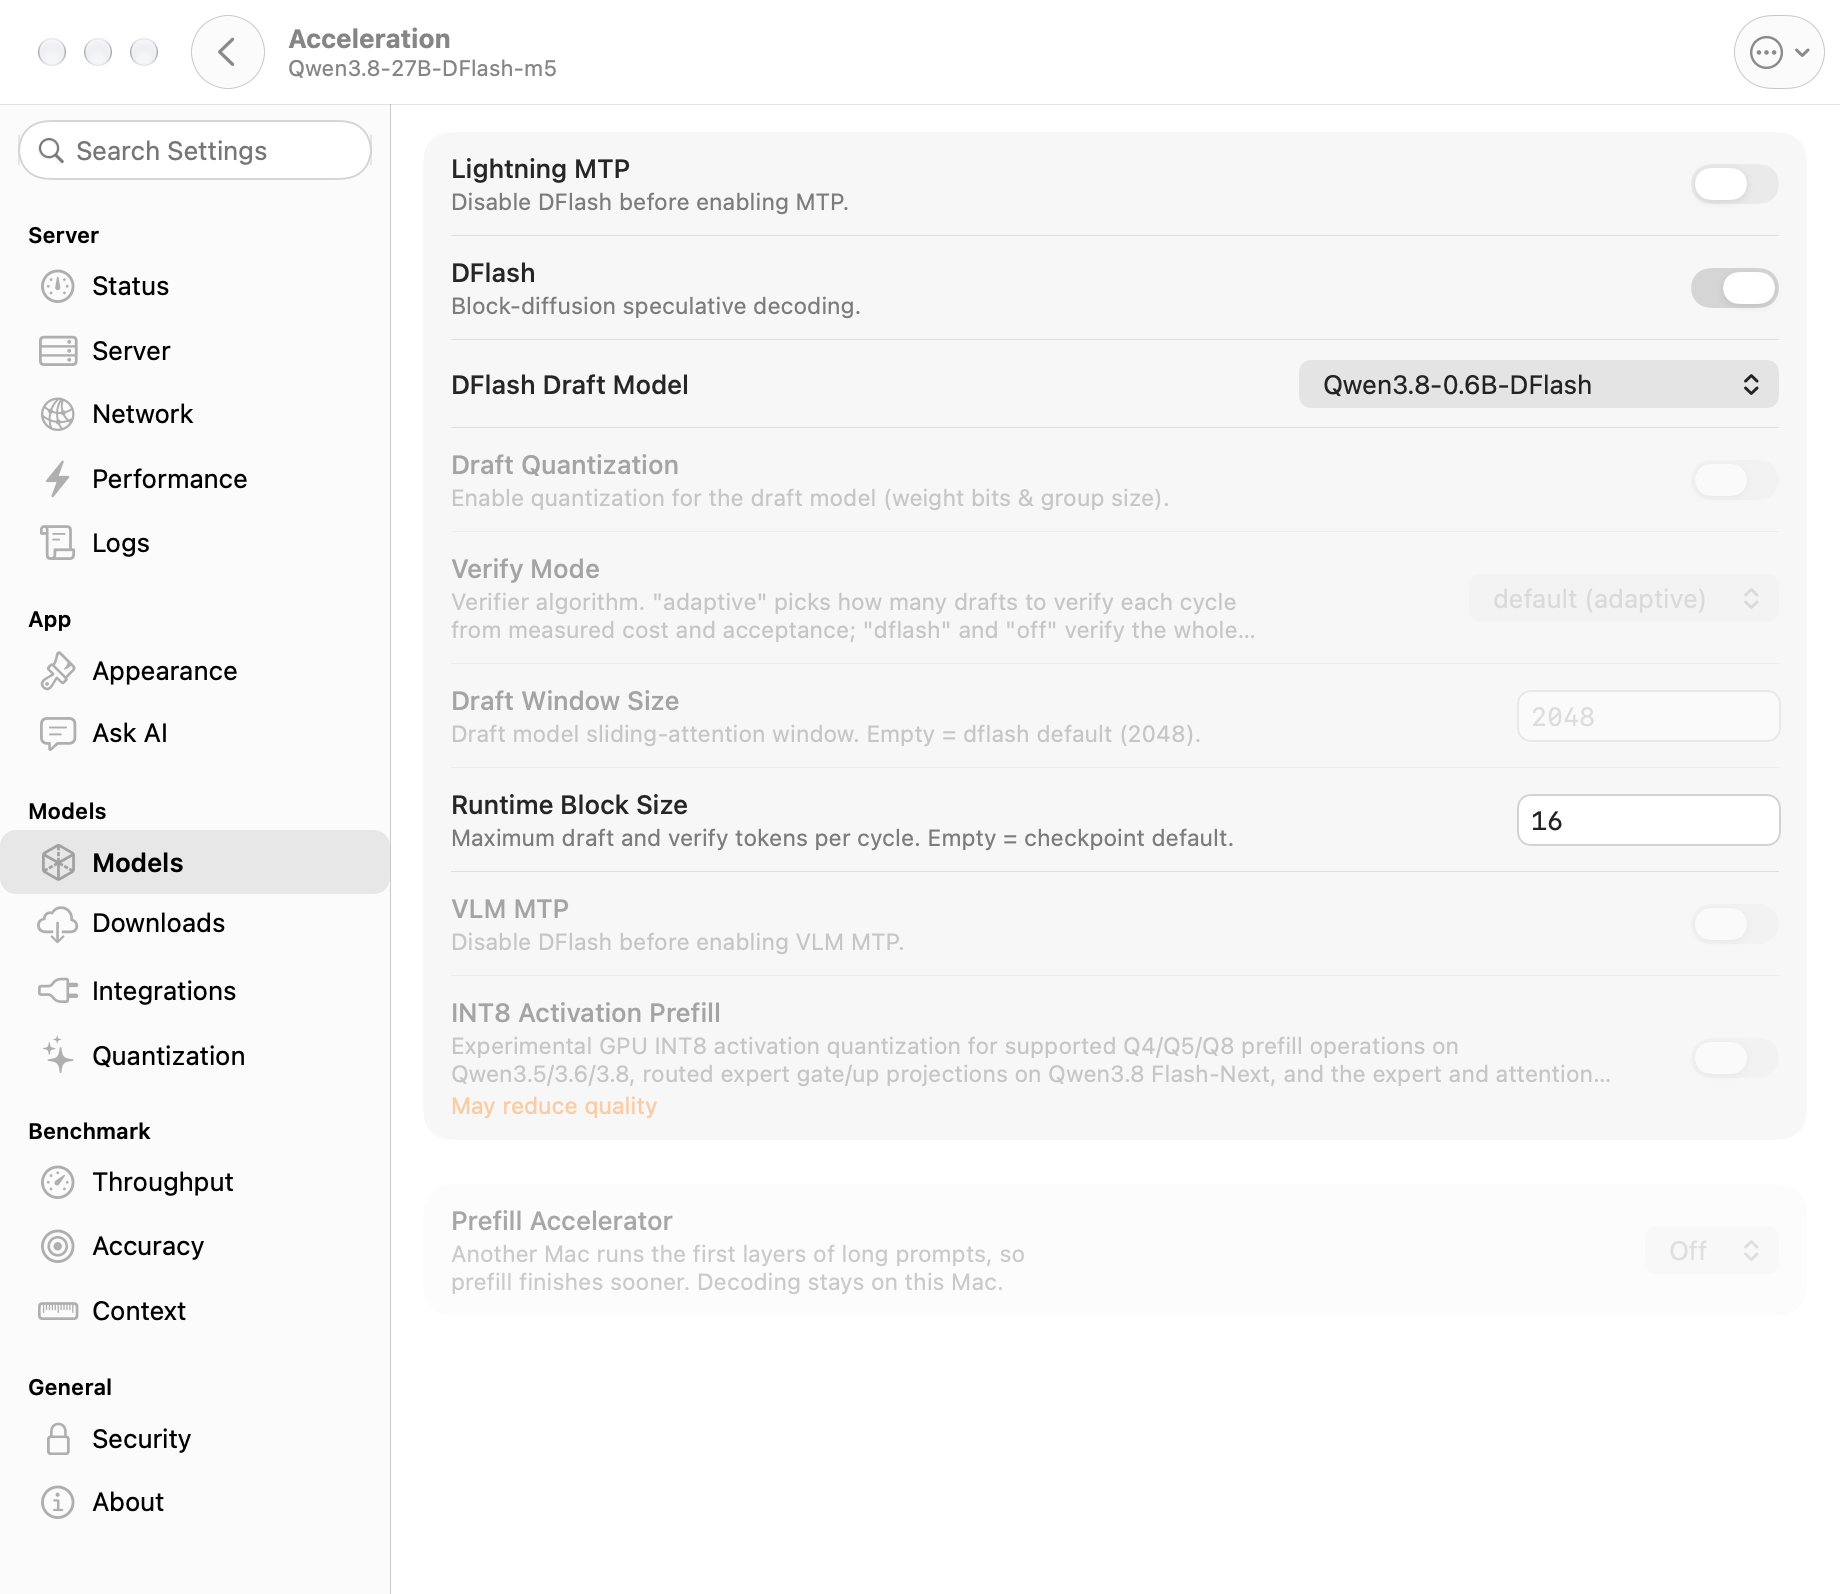 Acceleration
Qwen3.8-27B-DFlash-m5
Search Settings
Server
Status
Server
Network
Performance
Logs
App
Appearance
Ask AI
Models
Models
Downloads
Integrations
Quantization
Benchmark
Throughput
Accuracy
Context
General
Security
About
Lightning MTP
Disable DFlash before enabling MTP.
DFlash
Block-diffusion speculative decoding.
DFlash Draft Model
Qwen3.8-0.6B-DFlash
Draft Quantization
Enable quantization for the draft model (weight bits & group size).
Verify Mode
Verifier algorithm. "adaptive" picks how many drafts to verify each cycle
from measured cost and acceptance; "dflash" and "off" verify the whole...
default (adaptive)
Draft Window Size
Draft model sliding-attention window. Empty = dflash default (2048).
2048
Runtime Block Size
Maximum draft and verify tokens per cycle. Empty = checkpoint default.
16
VLM MTP
Disable DFlash before enabling VLM MTP.
INT8 Activation Prefill
Experimental GPU INT8 activation quantization for supported Q4/Q5/Q8 prefill operations on
Qwen3.5/3.6/3.8, routed expert gate/up projections on Qwen3.8 Flash-Next, and the expert and attention...
May reduce quality
Prefill Accelerator
Another Mac runs the first layers of long prompts, so
prefill finishes sooner. Decoding stays on this Mac.
Off